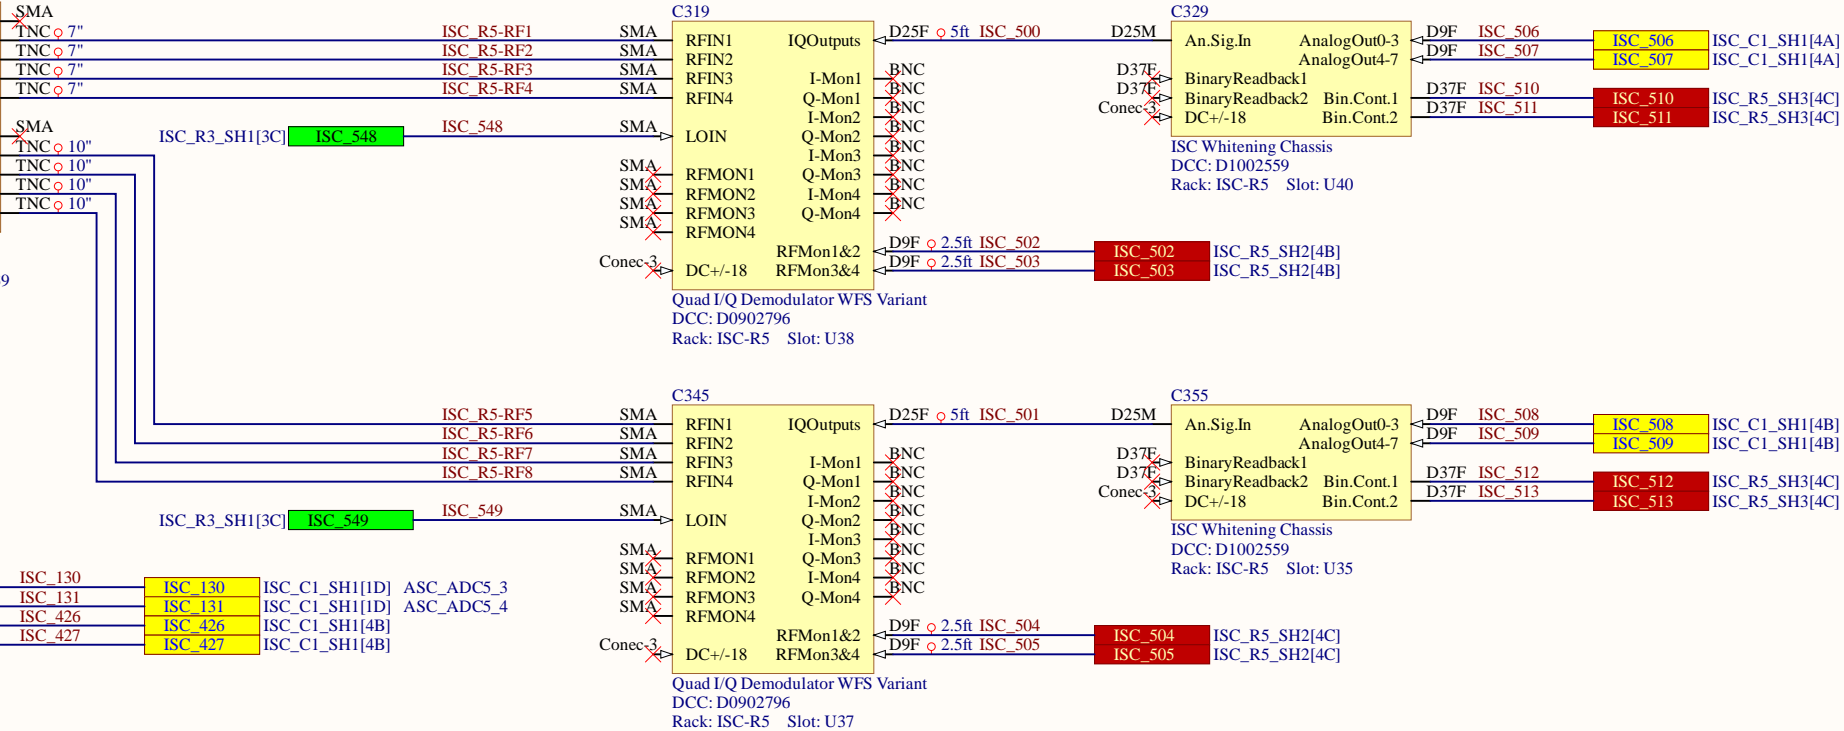 SMA
TNC 7"
TNC 7"
TNC 7"
TNC 7"
SMA
TNC 10"
TNC 10"
TNC 10"
TNC 10"
9
ISC_R5-RF1 SMA
ISC_R5-RF2 SMA
ISC_R5-RF3 SMA
ISC_R5-RF4 SMA
ISC_R3_SH1[3C] ISC_548 ISC_548 SMA
SMA
SMA
SMA
SMA
Conec-3
C319
RFIN1 IQOutputs
RFIN2
RFIN3 I-Mon1
RFIN4 Q-Mon1
I-Mon2
LOIN Q-Mon2
I-Mon3
RFMON1 Q-Mon3
RFMON2 I-Mon4
RFMON3 Q-Mon4
RFMON4
RFMon1&2
DC+/-18 RFMon3&4
Quad I/Q Demodulator WFS Variant
DCC: D0902796
Rack: ISC-R5 Slot: U38
D25F 5ft ISC_500 D25M
BNC
BNC
BNC
BNC
BNC
BNC
BNC
BNC
D9F 2.5ft ISC_502 ISC_502 ISC_R5_SH2[4B]
D9F 2.5ft ISC_503 ISC_503 ISC_R5_SH2[4B]
D37F
D37F
Conec-3
C329
An.Sig.In AnalogOut0-3
AnalogOut4-7
BinaryReadback1
BinaryReadback2 Bin.Cont.1
DC+/-18 Bin.Cont.2
ISC Whitening Chassis
DCC: D1002559
Rack: ISC-R5 Slot: U40
D9F ISC_506 ISC_506 ISC_C1_SH1[4A]
D9F ISC_507 ISC_507 ISC_C1_SH1[4A]
D37F ISC_510 ISC_510 ISC_R5_SH3[4C]
D37F ISC_511 ISC_511 ISC_R5_SH3[4C]
ISC_R5-RF5 SMA
ISC_R5-RF6 SMA
ISC_R5-RF7 SMA
ISC_R5-RF8 SMA
ISC_R3_SH1[3C] ISC_549 ISC_549 SMA
SMA
SMA
SMA
SMA
Conec-3
C345
RFIN1 IQOutputs
RFIN2
RFIN3 I-Mon1
RFIN4 Q-Mon1
I-Mon2
LOIN Q-Mon2
I-Mon3
RFMON1 Q-Mon3
RFMON2 I-Mon4
RFMON3 Q-Mon4
RFMON4
RFMon1&2
DC+/-18 RFMon3&4
Quad I/Q Demodulator WFS Variant
DCC: D0902796
Rack: ISC-R5 Slot: U37
D25F 5ft ISC_501 D25M
BNC
BNC
BNC
BNC
BNC
BNC
BNC
BNC
D9F 2.5ft ISC_504 ISC_504 ISC_R5_SH2[4C]
D9F 2.5ft ISC_505 ISC_505 ISC_R5_SH2[4C]
D37F
D37F
Conec-3
C355
An.Sig.In AnalogOut0-3
AnalogOut4-7
BinaryReadback1
BinaryReadback2 Bin.Cont.1
DC+/-18 Bin.Cont.2
ISC Whitening Chassis
DCC: D1002559
Rack: ISC-R5 Slot: U35
D9F ISC_508 ISC_508 ISC_C1_SH1[4B]
D9F ISC_509 ISC_509 ISC_C1_SH1[4B]
D37F ISC_512 ISC_512 ISC_R5_SH3[4C]
D37F ISC_513 ISC_513 ISC_R5_SH3[4C]
ISC_130 ISC_130 ISC_C1_SH1[1D] ASC_ADC5_3
ISC_131 ISC_131 ISC_C1_SH1[1D] ASC_ADC5_4
ISC_426 ISC_426 ISC_C1_SH1[4B]
ISC_427 ISC_427 ISC_C1_SH1[4B]